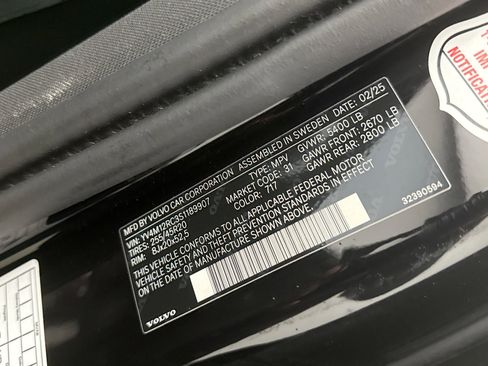 MFD BY VOLVO CAR CORPORATION ASSEMBLED IN SWEDEN DATE: 02/25
VIN: YV4M12RC3S1189907 TYPE: MPV GVWR: 5400 LB
TIRES: 255/45R20 MARKET CODE: 31 GAWR FRONT: 2670 LB
RIM: 8Jx20x52.5 COLOR: 717 GAWR REAR: 2800 LB
THIS VEHICLE CONFORMS TO ALL APPLICABLE FEDERAL MOTOR
VEHICLE SAFETY AND THEFT PREVENTION STANDARDS IN EFFECT
ON THE DATE OF MANUFACTURE SHOWN ABOVE.
32390594
VOLVO